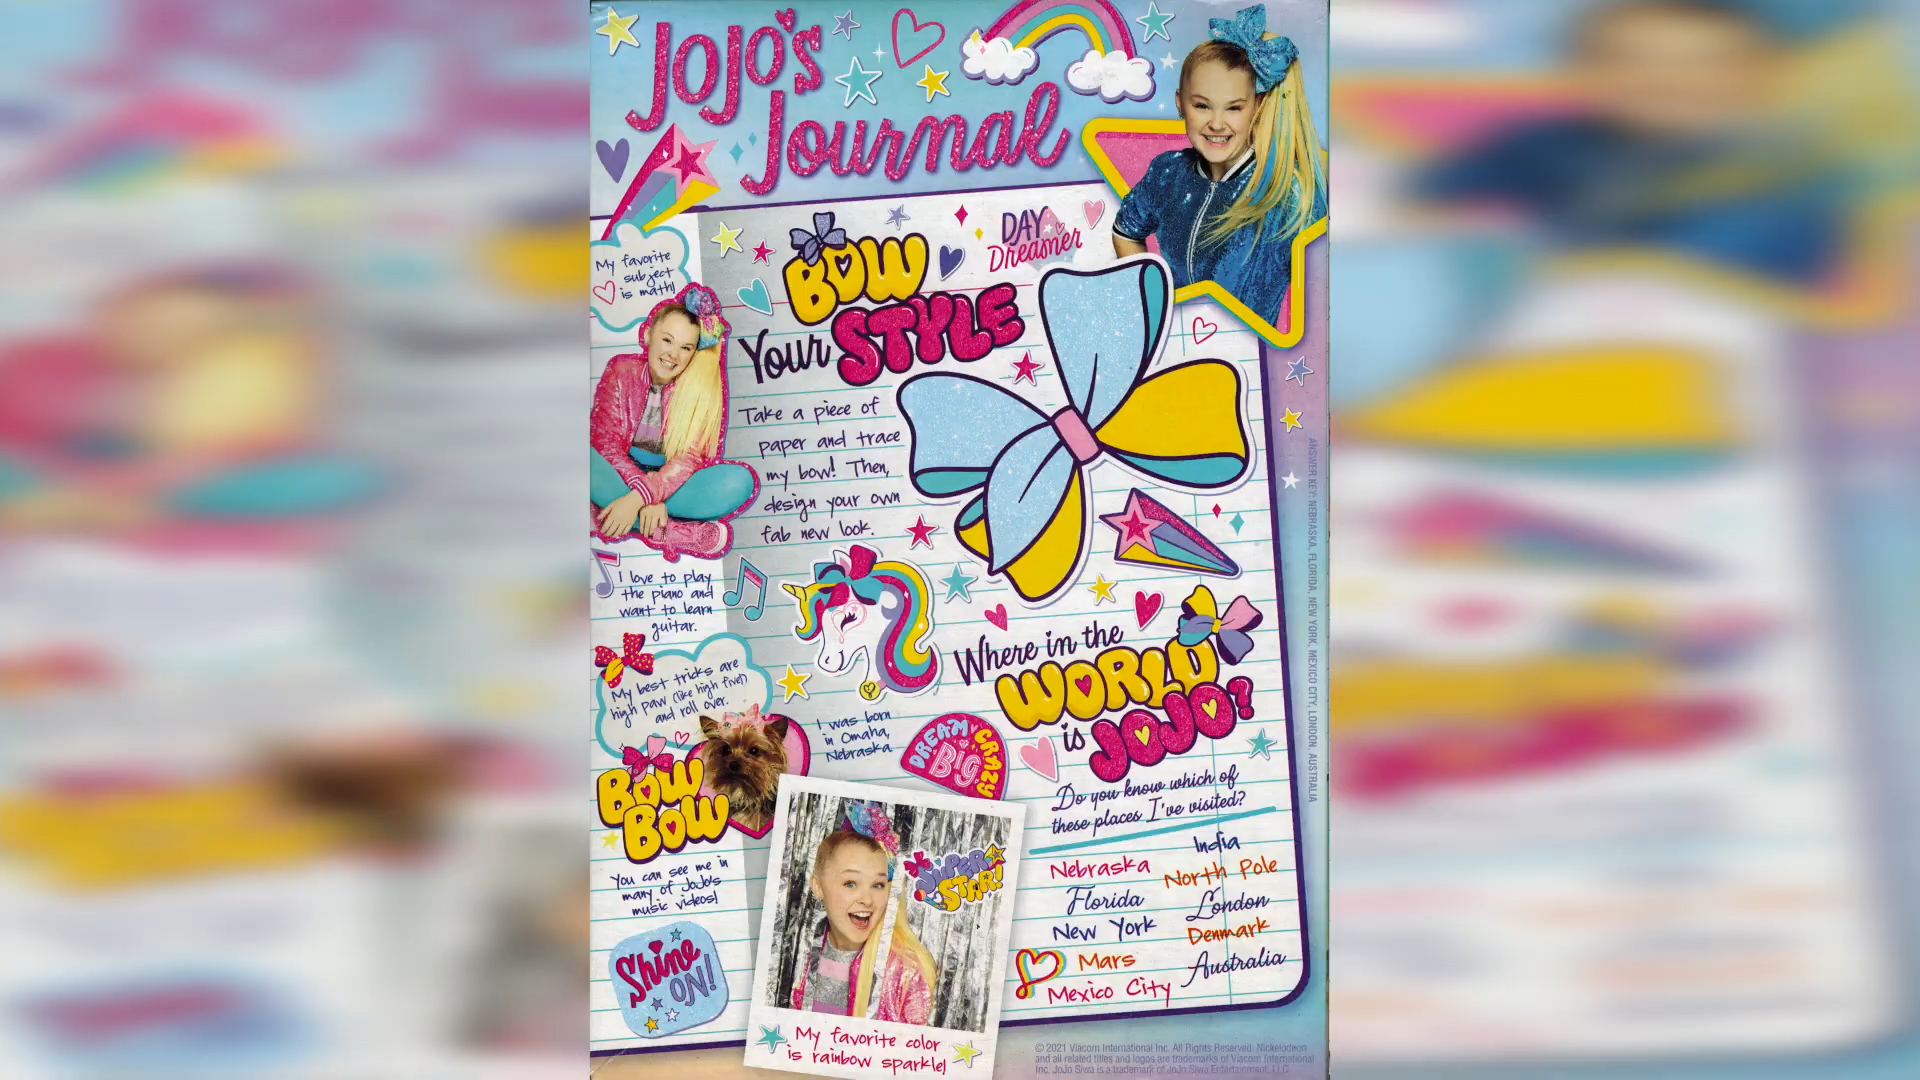 JoJo's
Journal
My favorite
subject
is math!
DAY
Dreamer
BOW
Your STYLE
Take a piece of
paper and trace
my bow! Then,
design your own
fab new look.
I love to play
the piano and
want to learn
guitar.
My best tricks are
high paw (like high five!)
and roll over.
BOW
BOW
You can see me in
many of JoJo's
music videos!
Shine
ON!
I was born
in Omaha,
Nebraska
DREAM
CRAZY
BIG
SUPER
STAR!
My favorite color
is rainbow sparkle!
Where in the
WORLD
is JOJO?
Do you know which of
these places I've visited?
Nebraska
Florida
New York
Mars
Mexico City
India
North Pole
London
Denmark
Australia
ANSWER KEY: NEBRASKA, FLORIDA, NEW YORK, MEXICO CITY, LONDON, AUSTRALIA
© 2021 Viacom International Inc. All Rights Reserved. Nickelodeon
and all related titles and logos are trademarks of Viacom International
Inc. JoJo Siwa is a trademark of JoJo Siwa Entertainment, LLC